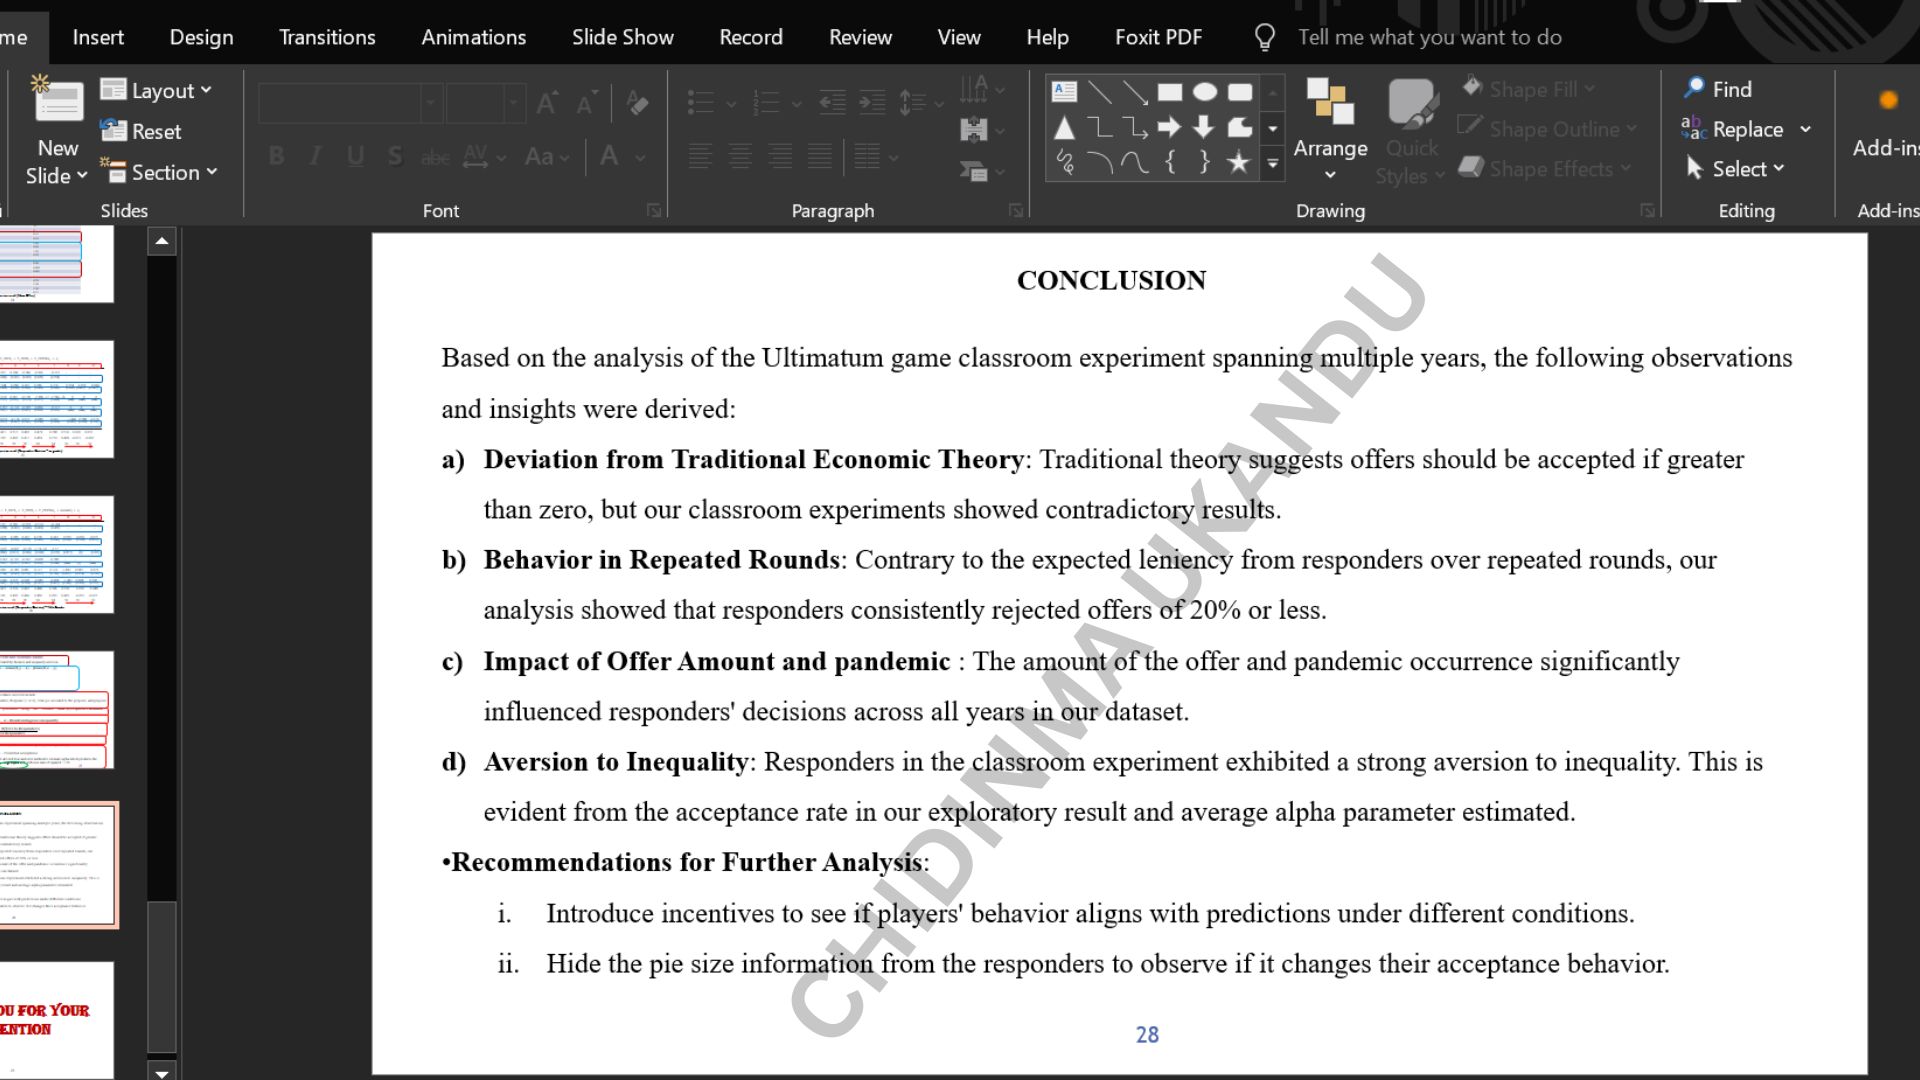 me Insert Design Transitions Animations Slide Show Record Review View Help Foxit PDF Tell me what you want to do
Layout
Reset
New
Slide
Section
Slides
Aa
Font
Paragraph
Arrange
Quick
Styles
Shape Fill
Shape Outline
Shape Effects
Drawing
Find
Replace
Select
Editing
Add-ins
Add-ins
CONCLUSION
Based on the analysis of the Ultimatum game classroom experiment spanning multiple years, the following observations
and insights were derived:
a) Deviation from Traditional Economic Theory: Traditional theory suggests offers should be accepted if greater
than zero, but our classroom experiments showed contradictory results.
b) Behavior in Repeated Rounds: Contrary to the expected leniency from responders over repeated rounds, our
analysis showed that responders consistently rejected offers of 20% or less.
c) Impact of Offer Amount and pandemic : The amount of the offer and pandemic occurrence significantly
influenced responders' decisions across all years in our dataset.
d) Aversion to Inequality: Responders in the classroom experiment exhibited a strong aversion to inequality. This is
evident from the acceptance rate in our exploratory result and average alpha parameter estimated.
•Recommendations for Further Analysis:
i. Introduce incentives to see if players' behavior aligns with predictions under different conditions.
ii. Hide the pie size information from the responders to observe if it changes their acceptance behavior.
28
CHIDINMA UKANDU
OU FOR YOUR
ENTION